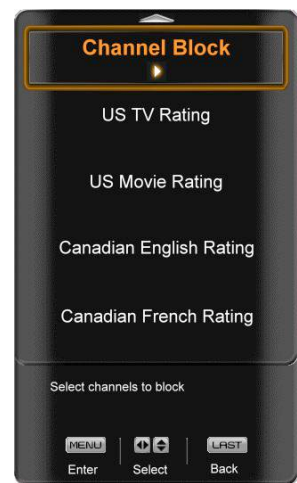 Channel Block
US TV Rating
US Movie Rating
Canadian English Rating
Canadian French Rating
Select channels to block
MENU LAST
Enter Select Back